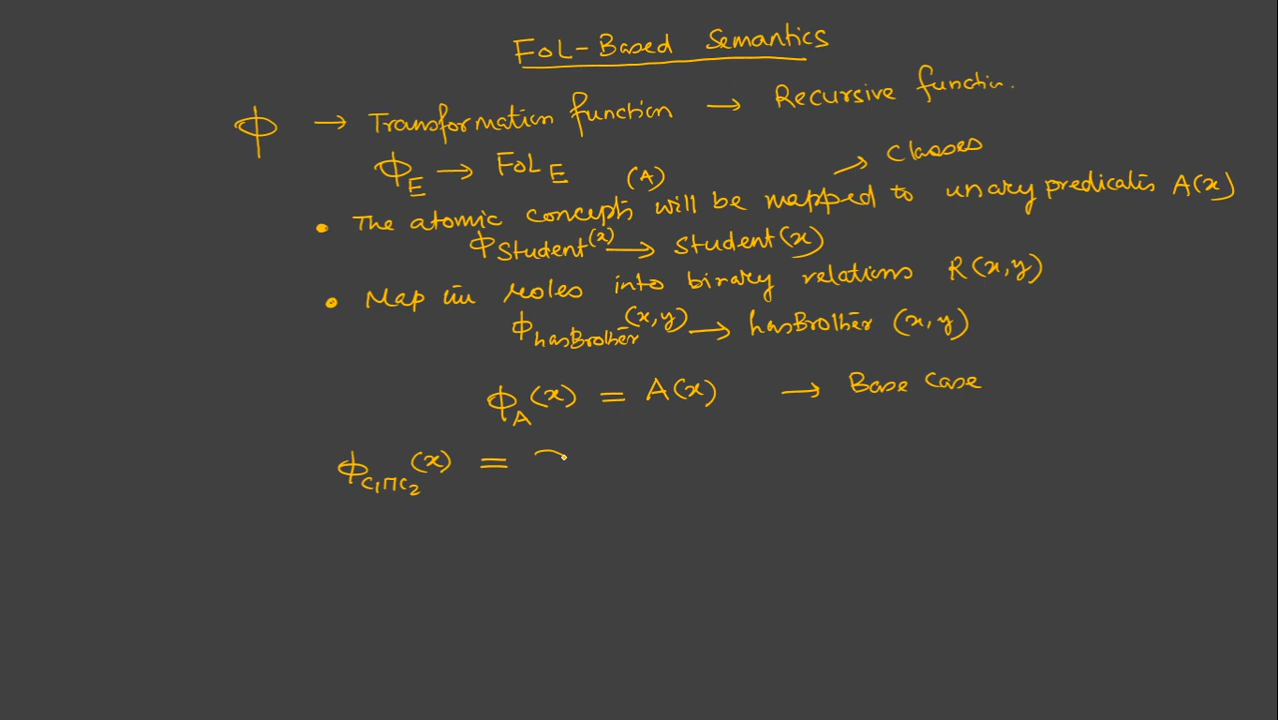 FOL-Based Semantics
Φ → Transformation function → Recursive function.
Φ_E → FOL_E
(A) → Classes
• The atomic concepts will be mapped to unary predicates A(x)
Φ_Student(x) → Student(x)
• Map the roles into binary relations R(x,y)
Φ_hasBrother(x,y) → hasBrother (x,y)
Φ_A(x) = A(x) → Base case
Φ_C₁⊓C₂(x) =